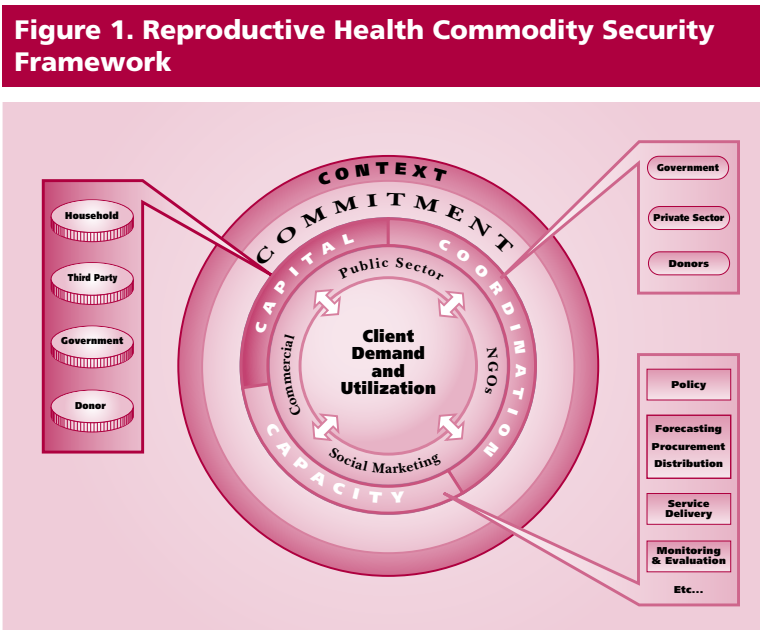 Figure 1. Reproductive Health Commodity Security
Framework
CONTEXT
COMMITMENT
CAPITAL
COORDINATION
CAPACITY
Public Sector
Commercial
NGOs
Social Marketing
Client
Demand
and
Utilization
Household
Third Party
Government
Donor
Government
Private Sector
Donors
Policy
Forecasting
Procurement
Distribution
Service
Delivery
Monitoring
& Evaluation
Etc...